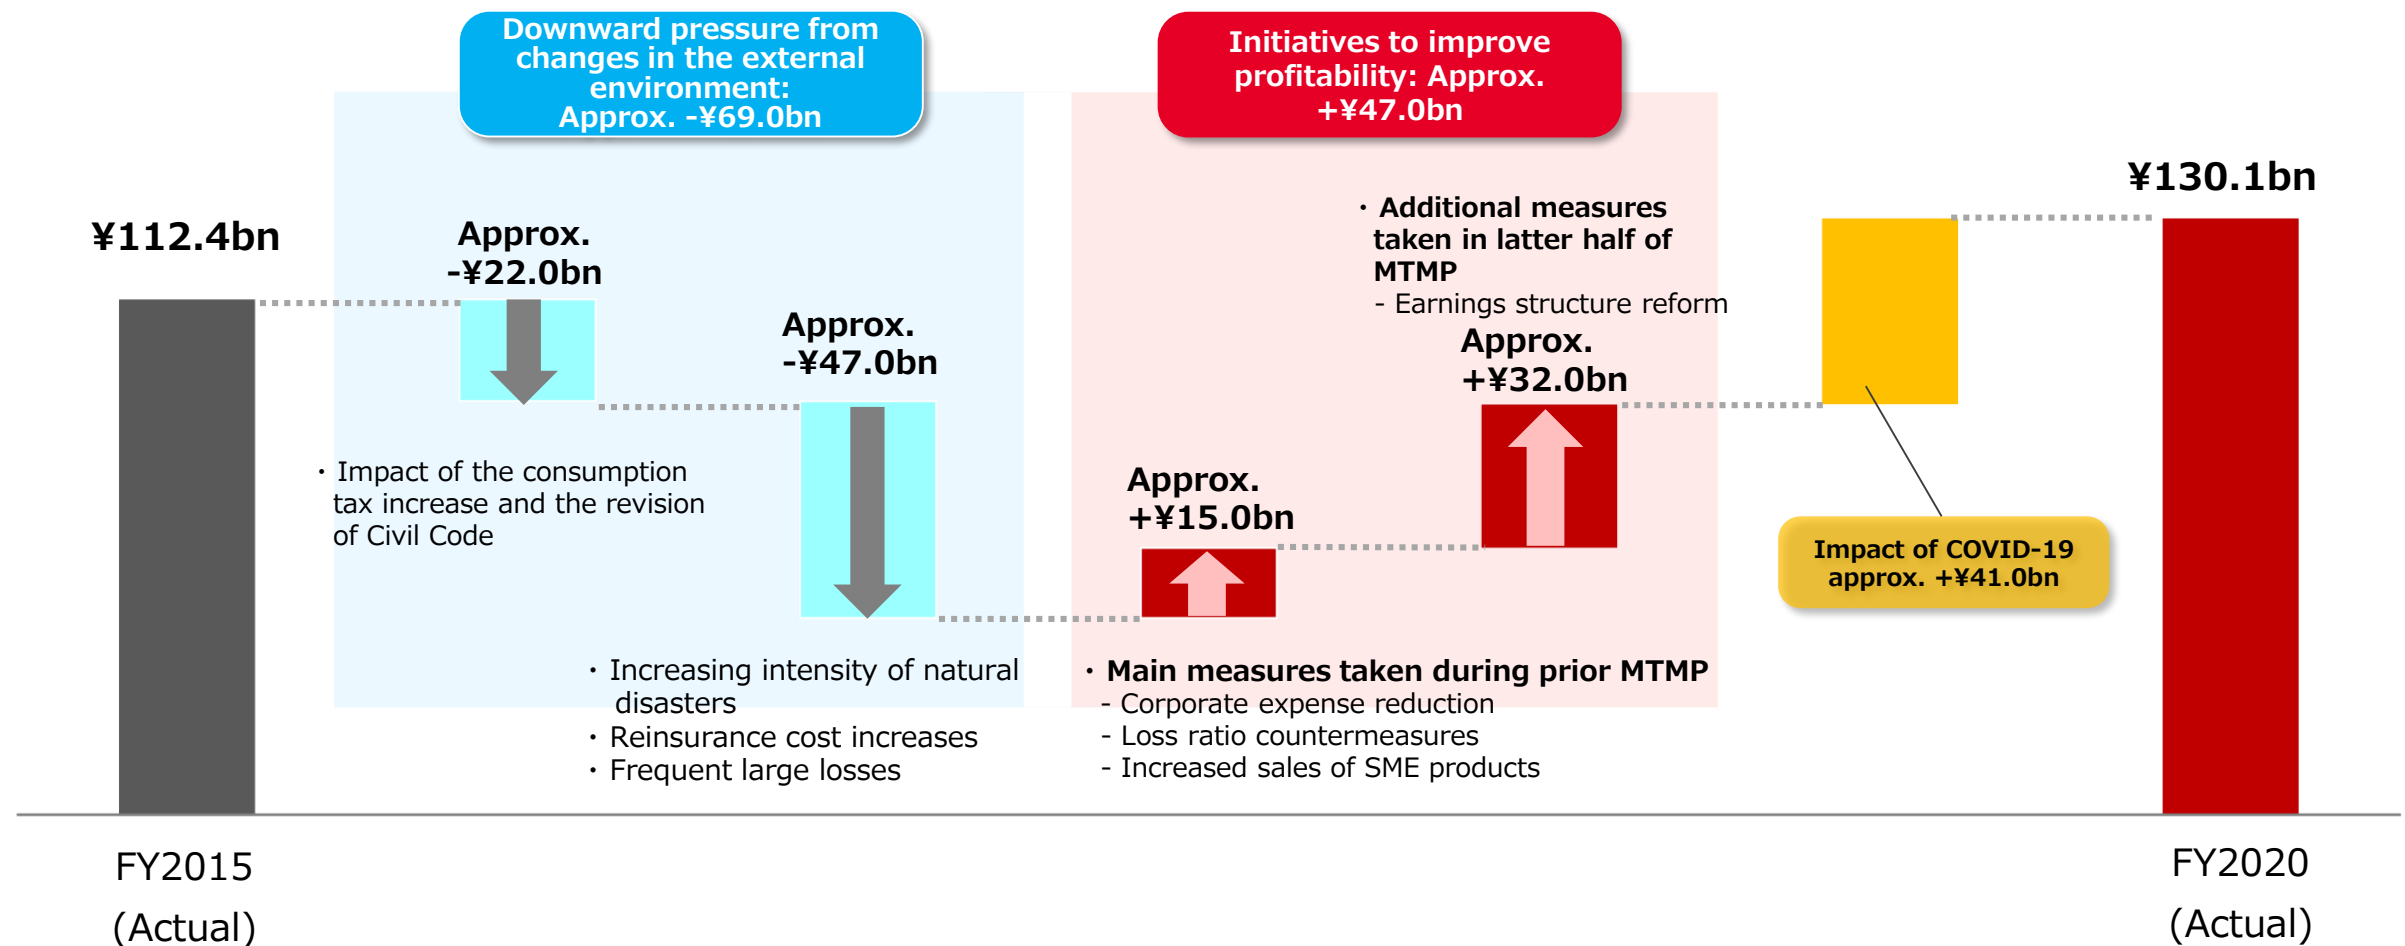 Downward pressure from
changes in the external
environment:
Approx. -¥69.0bn
Initiatives to improve
profitability: Approx.
+¥47.0bn
¥112.4bn
Approx.
-¥22.0bn
・Impact of the consumption
tax increase and the revision
of Civil Code
Approx.
-¥47.0bn
・Increasing intensity of natural
disasters
・Reinsurance cost increases
・Frequent large losses
Approx.
+¥15.0bn
・Main measures taken during prior MTMP
- Corporate expense reduction
- Loss ratio countermeasures
- Increased sales of SME products
・Additional measures
taken in latter half of
MTMP
- Earnings structure reform
Approx.
+¥32.0bn
Impact of COVID-19
approx. +¥41.0bn
¥130.1bn
FY2015
(Actual)
FY2020
(Actual)